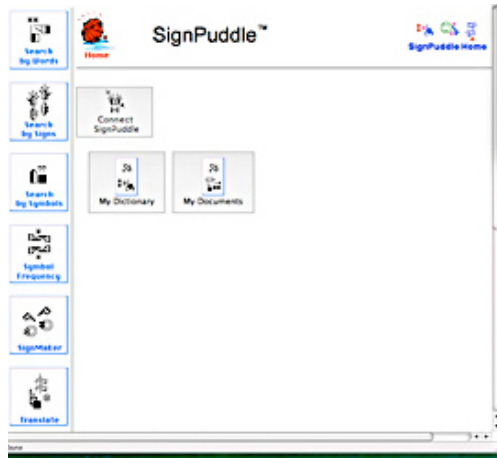 Search
by Words
Home
SignPuddle™
SignPuddle Home
Search
by Signs
Connect
SignPuddle
Search
by Symbols
My Dictionary
My Documents
Symbol
Frequency
SignMaker
Translate
Done